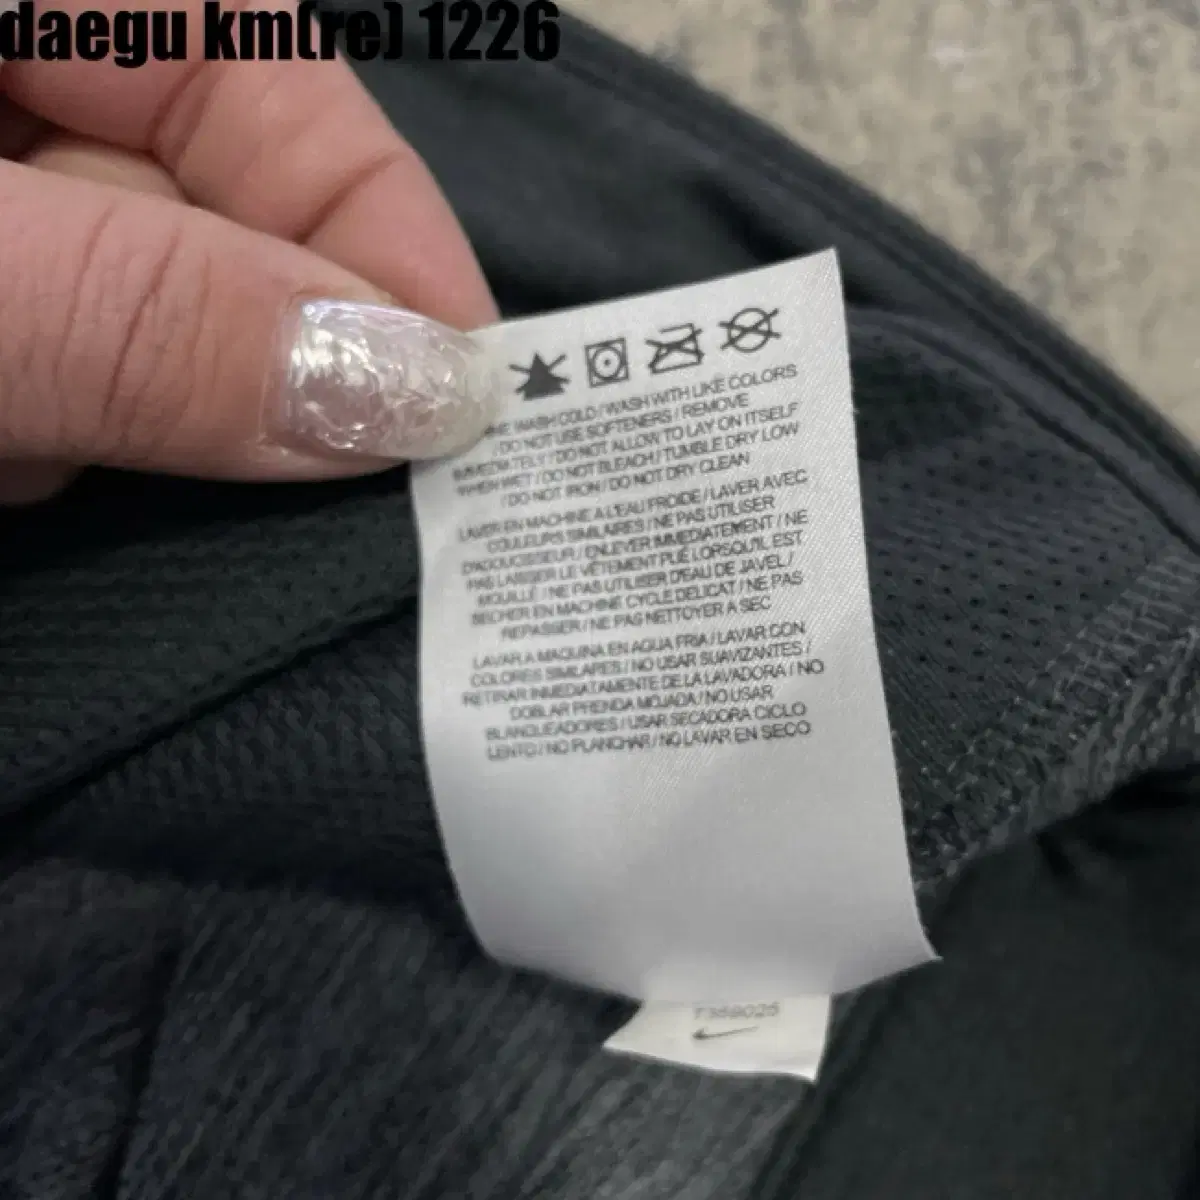 daegu km(re) 1226
WASH COLD / WASH WITH LIKE COLORS
/ DO NOT USE SOFTENERS / REMOVE
IMMEDIATELY / DO NOT ALLOW TO LAY ON ITSELF
WHEN WET / DO NOT BLEACH / TUMBLE DRY LOW
/ DO NOT IRON / DO NOT DRY CLEAN
LAVER EN MACHINE A L'EAU FROIDE / LAVER AVEC
COULEURS SIMILAIRES / NE PAS UTILISER
D'ADOUCISSEUR / ENLEVER IMMEDIATEMENT / NE
PAS LAISSER LE VÊTEMENT PLIÉ LORSQU'IL EST
MOUILLÉ / NE PAS UTILISER D'EAU DE JAVEL /
SECHER EN MACHINE CYCLE DELICAT / NE PAS
REPASSER / NE PAS NETTOYER A SEC
LAVAR A MAQUINA EN AGUA FRIA / LAVAR CON
COLORES SIMILARES / NO USAR SUAVIZANTES /
RETIRAR INMEDIATAMENTE DE LA LAVADORA / NO
DOBLAR PRENDA MOJADA / NO USAR
BLANQUEADORES / USAR SECADORA CICLO
LENTO / NO PLANCHAR / NO LAVAR EN SECO